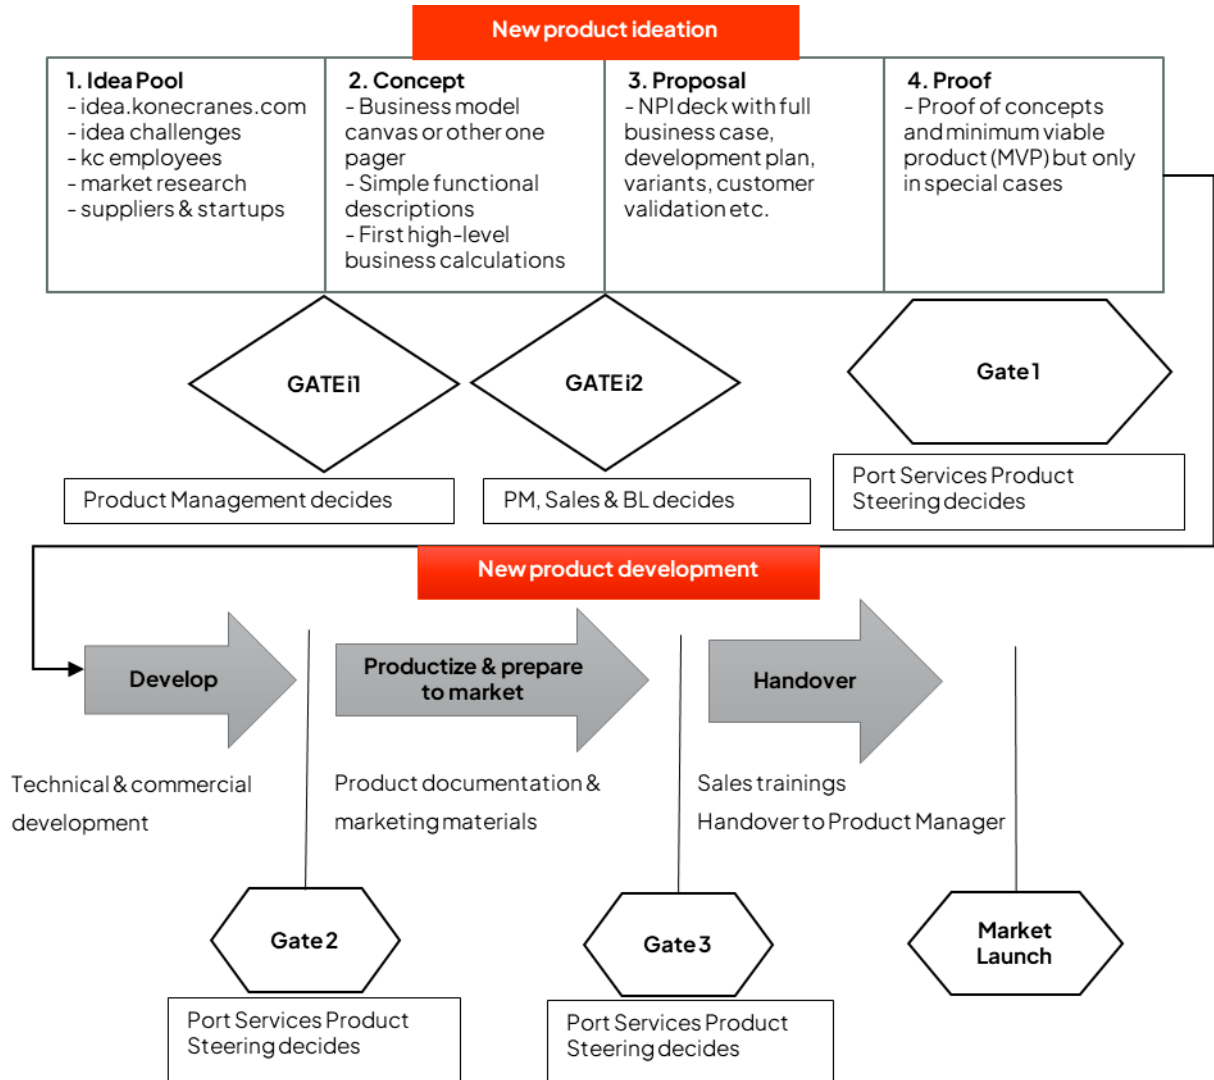 New product ideation
1. Idea Pool
- idea.konecranes.com
- idea challenges
- kc employees
- market research
- suppliers & startups
2. Concept
- Business model
canvas or other one
pager
- Simple functional
descriptions
- First high-level
business calculations
3. Proposal
- NPI deck with full
business case,
development plan,
variants, customer
validation etc.
4. Proof
- Proof of concepts
and minimum viable
product (MVP) but only
in special cases
GATE i1
GATE i2
Gate 1
Product Management decides
PM, Sales & BL decides
Port Services Product
Steering decides
New product development
Develop
Productize & prepare
to market
Handover
Technical & commercial
development
Product documentation &
marketing materials
Sales trainings
Handover to Product Manager
Gate 2
Gate 3
Market
Launch
Port Services Product
Steering decides
Port Services Product
Steering decides